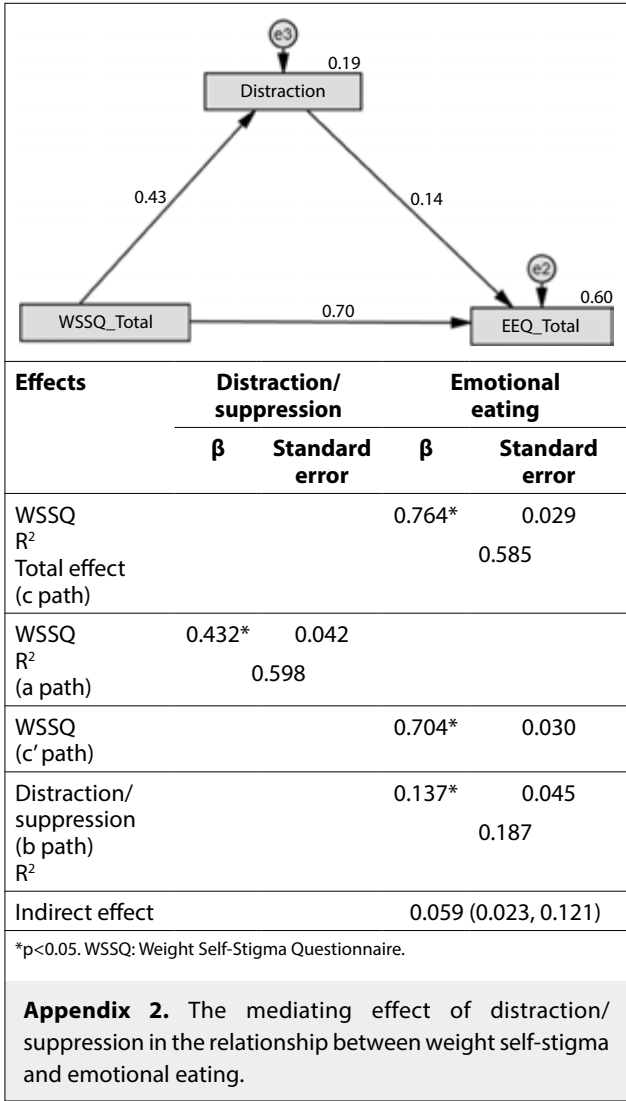 e3
0.19
Distraction
0.43
0.14
e2
0.60
WSSQ_Total
0.70
EEQ_Total
Effects Distraction/ Emotional
suppression eating
β Standard β Standard
error error
WSSQ 0.764* 0.029
R²
0.585
Total effect
(c path)
WSSQ 0.432* 0.042
R²
0.598
(a path)
WSSQ 0.704* 0.030
(c’ path)
Distraction/ 0.137* 0.045
suppression
0.187
(b path)
R²
Indirect effect 0.059 (0.023, 0.121)
*p<0.05. WSSQ: Weight Self-Stigma Questionnaire.
Appendix 2. The mediating effect of distraction/
suppression in the relationship between weight self-stigma
and emotional eating.